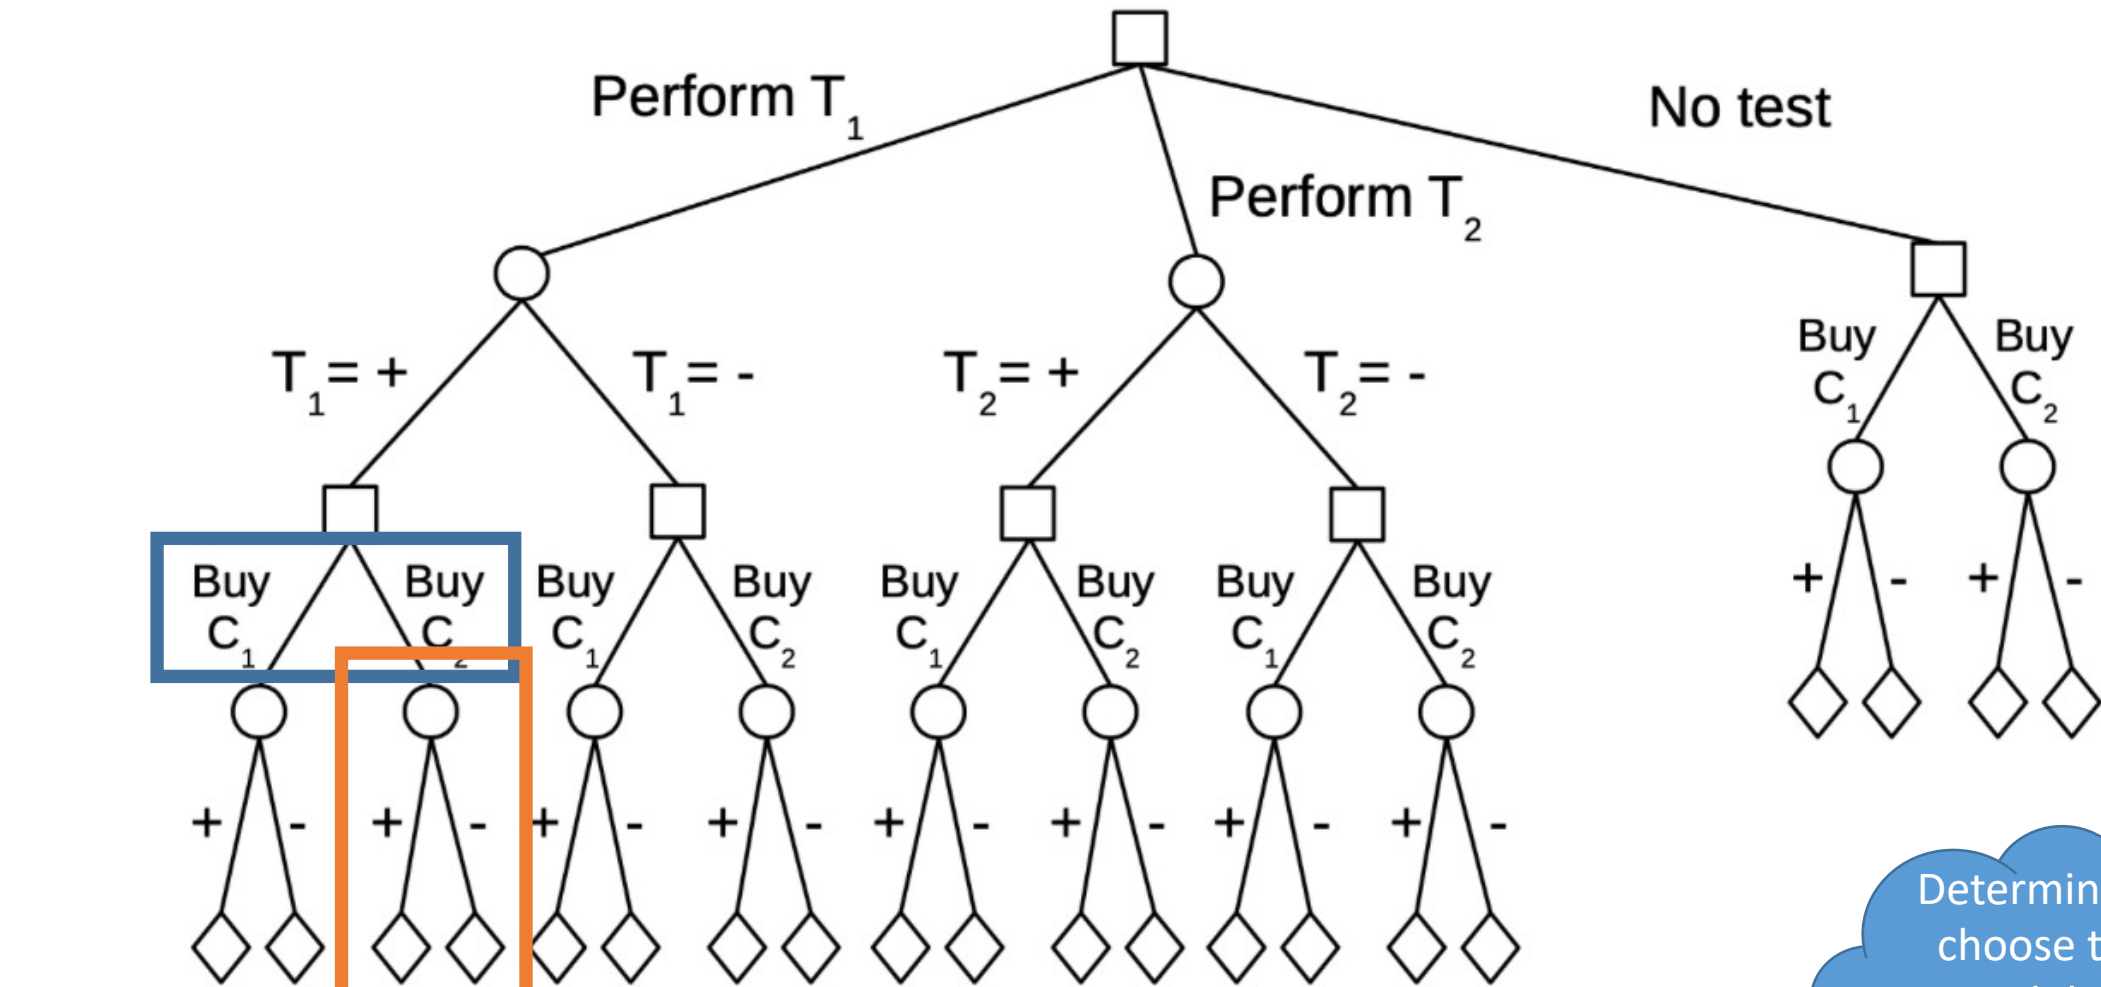 Perform T1
No test
Perform T2
T1= +
T1= -
T2= +
T2= -
Buy C1
Buy C2
+ - + -
Buy C1
Buy C2
Buy C1
Buy C2
Buy C1
Buy C2
Buy C1
Buy C2
+ - + - + - + - + - + - + - + -
choose